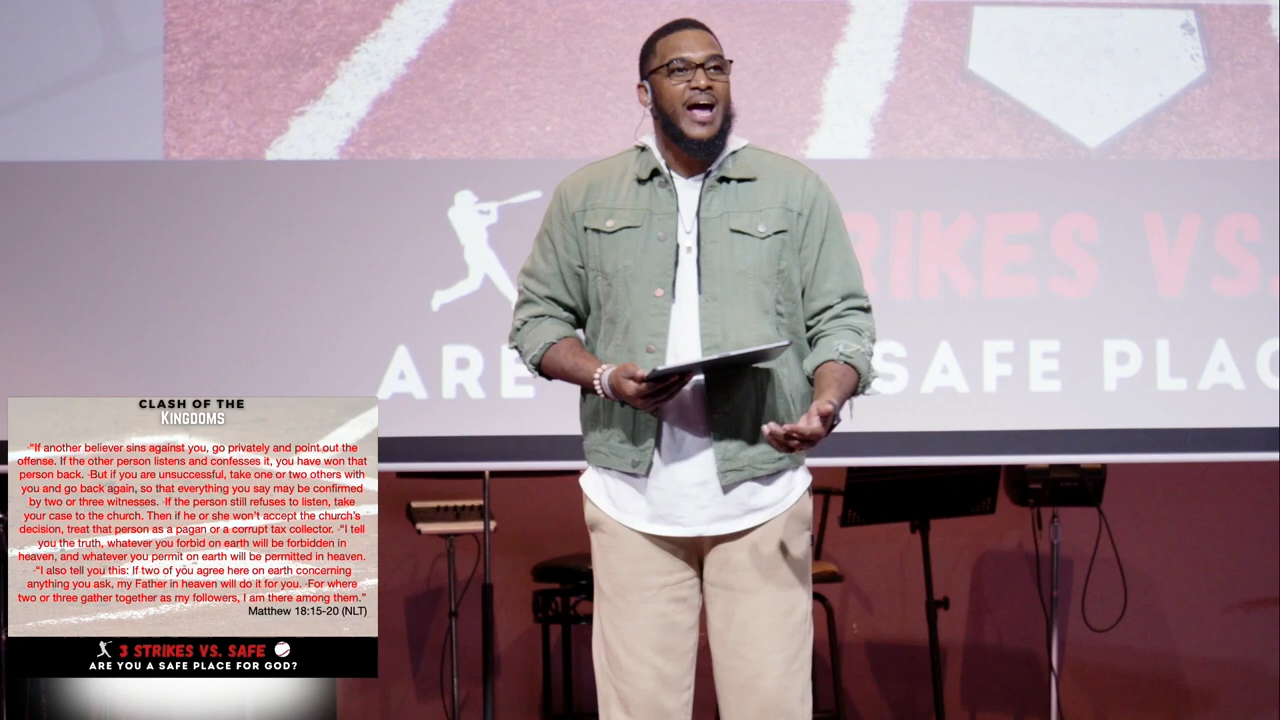 RIKES VS.
ARE
SAFE PLAC
CLASH OF THE
KINGDOMS
“If another believer sins against you, go privately and point out the
offense. If the other person listens and confesses it, you have won that
person back. But if you are unsuccessful, take one or two others with
you and go back again, so that everything you say may be confirmed
by two or three witnesses. If the person still refuses to listen, take
your case to the church. Then if he or she won’t accept the church’s
decision, treat that person as a pagan or a corrupt tax collector. “I tell
you the truth, whatever you forbid on earth will be forbidden in
heaven, and whatever you permit on earth will be permitted in heaven.
“I also tell you this: If two of you agree here on earth concerning
anything you ask, my Father in heaven will do it for you. For where
two or three gather together as my followers, I am there among them.”
Matthew 18:15-20 (NLT)
3 STRIKES VS. SAFE
ARE YOU A SAFE PLACE FOR GOD?